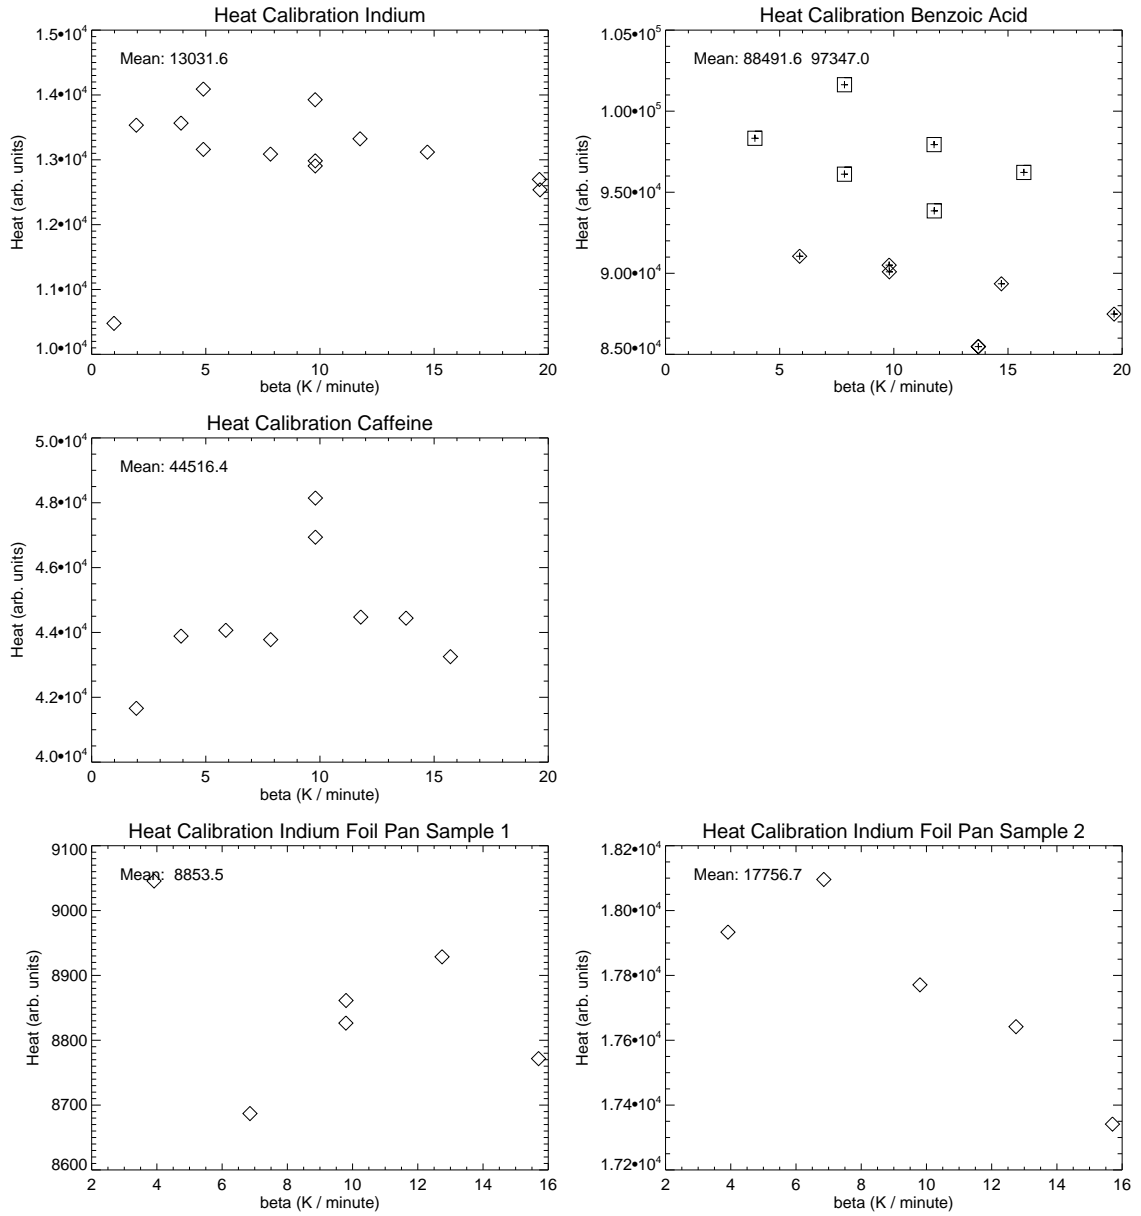 Heat Calibration Indium
Mean: 13031.6
1.5•10⁴
1.4•10⁴
1.3•10⁴
1.2•10⁴
1.1•10⁴
1.0•10⁴
Heat (arb. units)
0 5 10 15 20
beta (K / minute)
Heat Calibration Benzoic Acid
Mean: 88491.6 97347.0
1.05•10⁵
1.00•10⁵
9.50•10⁴
9.00•10⁴
8.50•10⁴
Heat (arb. units)
0 5 10 15 20
beta (K / minute)
Heat Calibration Caffeine
Mean: 44516.4
5.0•10⁴
4.8•10⁴
4.6•10⁴
4.4•10⁴
4.2•10⁴
4.0•10⁴
Heat (arb. units)
0 5 10 15 20
beta (K / minute)
Heat Calibration Indium Foil Pan Sample 1
Mean: 8853.5
9100
9000
8900
8800
8700
8600
Heat (arb. units)
2 4 6 8 10 12 14 16
beta (K / minute)
Heat Calibration Indium Foil Pan Sample 2
Mean: 17756.7
1.82•10⁴
1.80•10⁴
1.78•10⁴
1.76•10⁴
1.74•10⁴
1.72•10⁴
Heat (arb. units)
2 4 6 8 10 12 14 16
beta (K / minute)